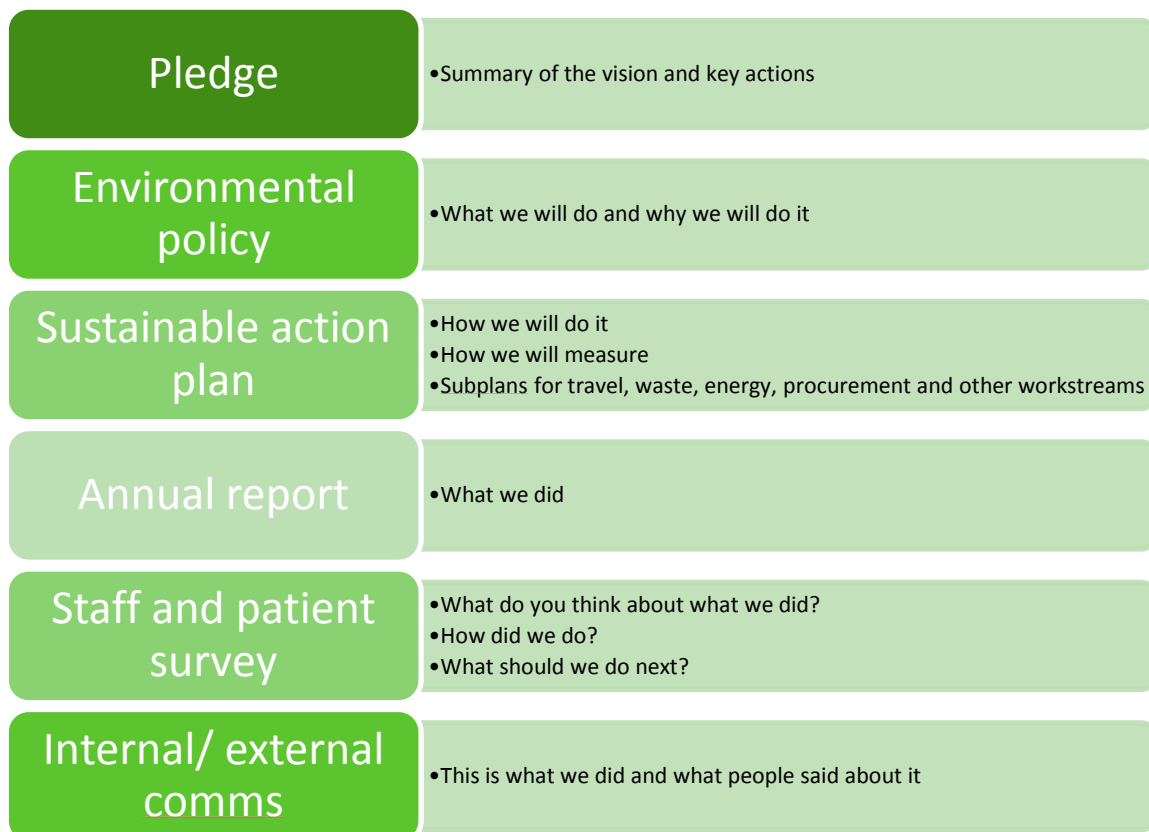 Pledge
•Summary of the vision and key actions
Environmental
policy
•What we will do and why we will do it
Sustainable action
plan
•How we will do it
•How we will measure
•Subplans for travel, waste, energy, procurement and other workstreams
Annual report
•What we did
Staff and patient
survey
•What do you think about what we did?
•How did we do?
•What should we do next?
Internal/ external
comms
•This is what we did and what people said about it